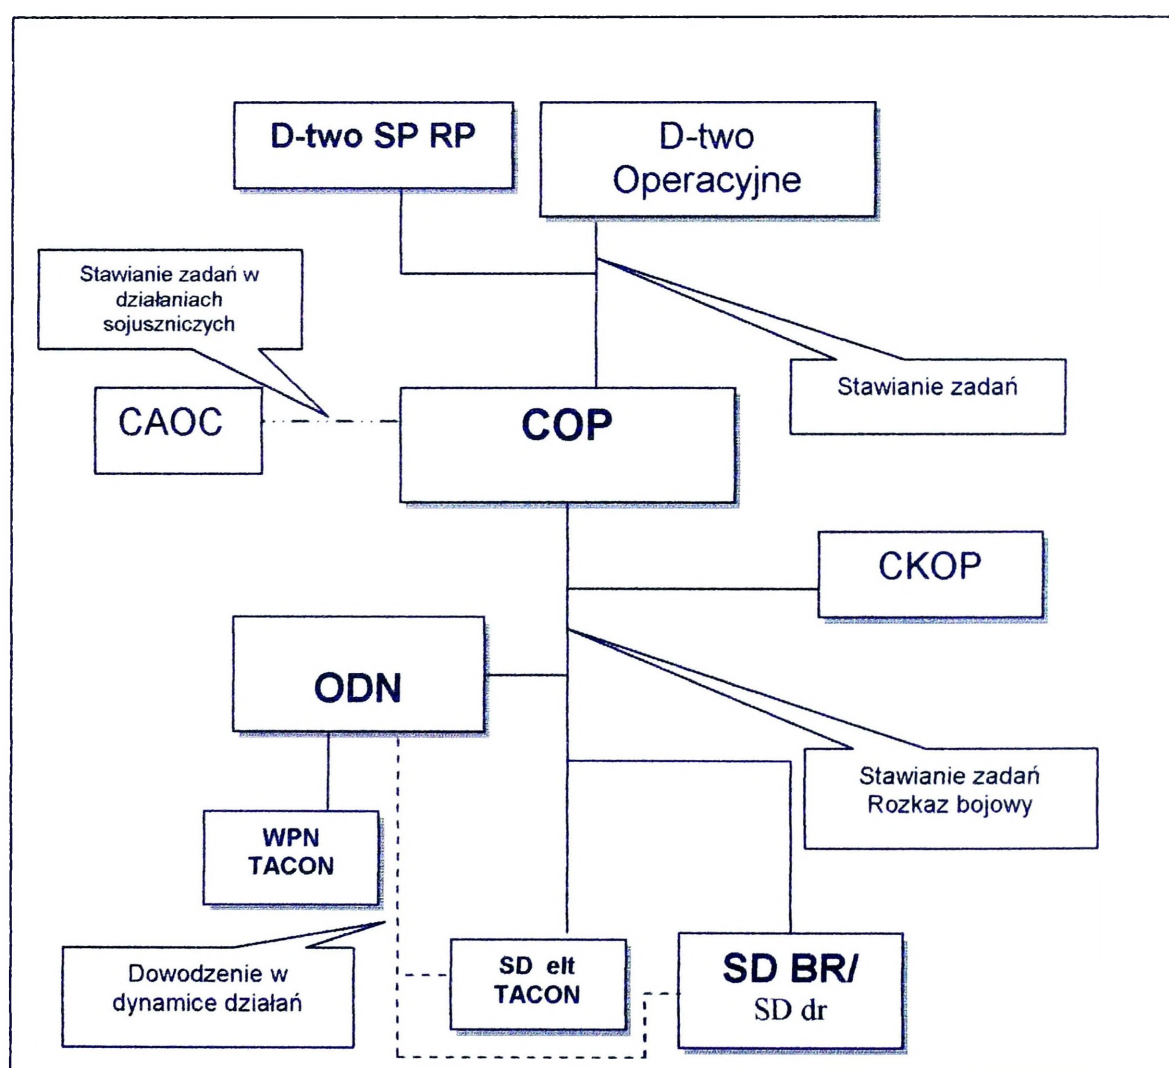 D-two SP RP
D-two
Operacyjne
Stawianie zadań w
działaniach
sojuszniczych
Stawianie zadań
CAOC
COP
CKOP
ODN
Stawianie zadań
Rozkaz bojowy
WPN
TACON
Dowodzenie w
dynamice działań
SD elt
TACON
SD BR/
SD dr